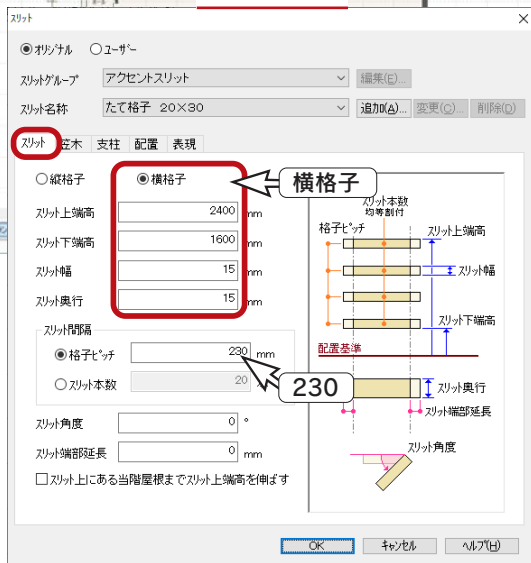 スリット
オリジナル ユーザー
スリットグループ アクセントスリット 編集(E)...
スリット名称 たて格子 20×30 追加(A)... 変更(C)... 削除(D)
スリット 笠木 支柱 配置 表現
縦格子 横格子
横格子
スリット上端高 2400 mm
スリット下端高 1600 mm
スリット幅 15 mm
スリット奥行 15 mm
スリット間隔
格子ピッチ 230 mm
スリット本数 20
230
スリット角度 0 °
スリット端部延長 0 mm
スリット上にある当階屋根までスリット上端高を伸ばす
スリット本数
均等割付
格子ピッチ
スリット上端高
スリット幅
スリット下端高
配置基準
スリット奥行
スリット端部延長
スリット角度
OK キャンセル ヘルプ(H)